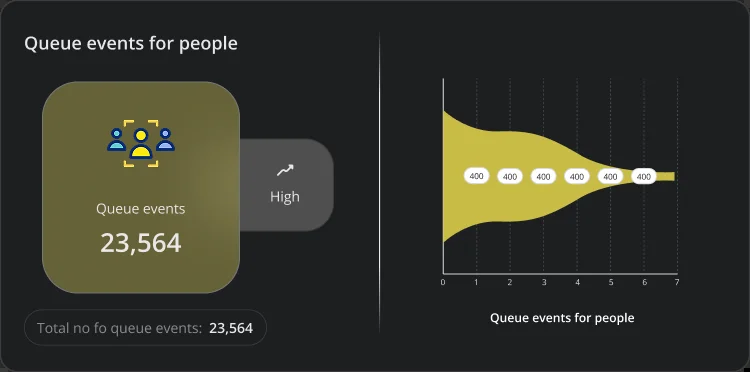 Queue events for people
Queue events
23,564
High
Total no fo queue events: 23,564
400 400 400 400 400 400
0 1 2 3 4 5 6 7
Queue events for people